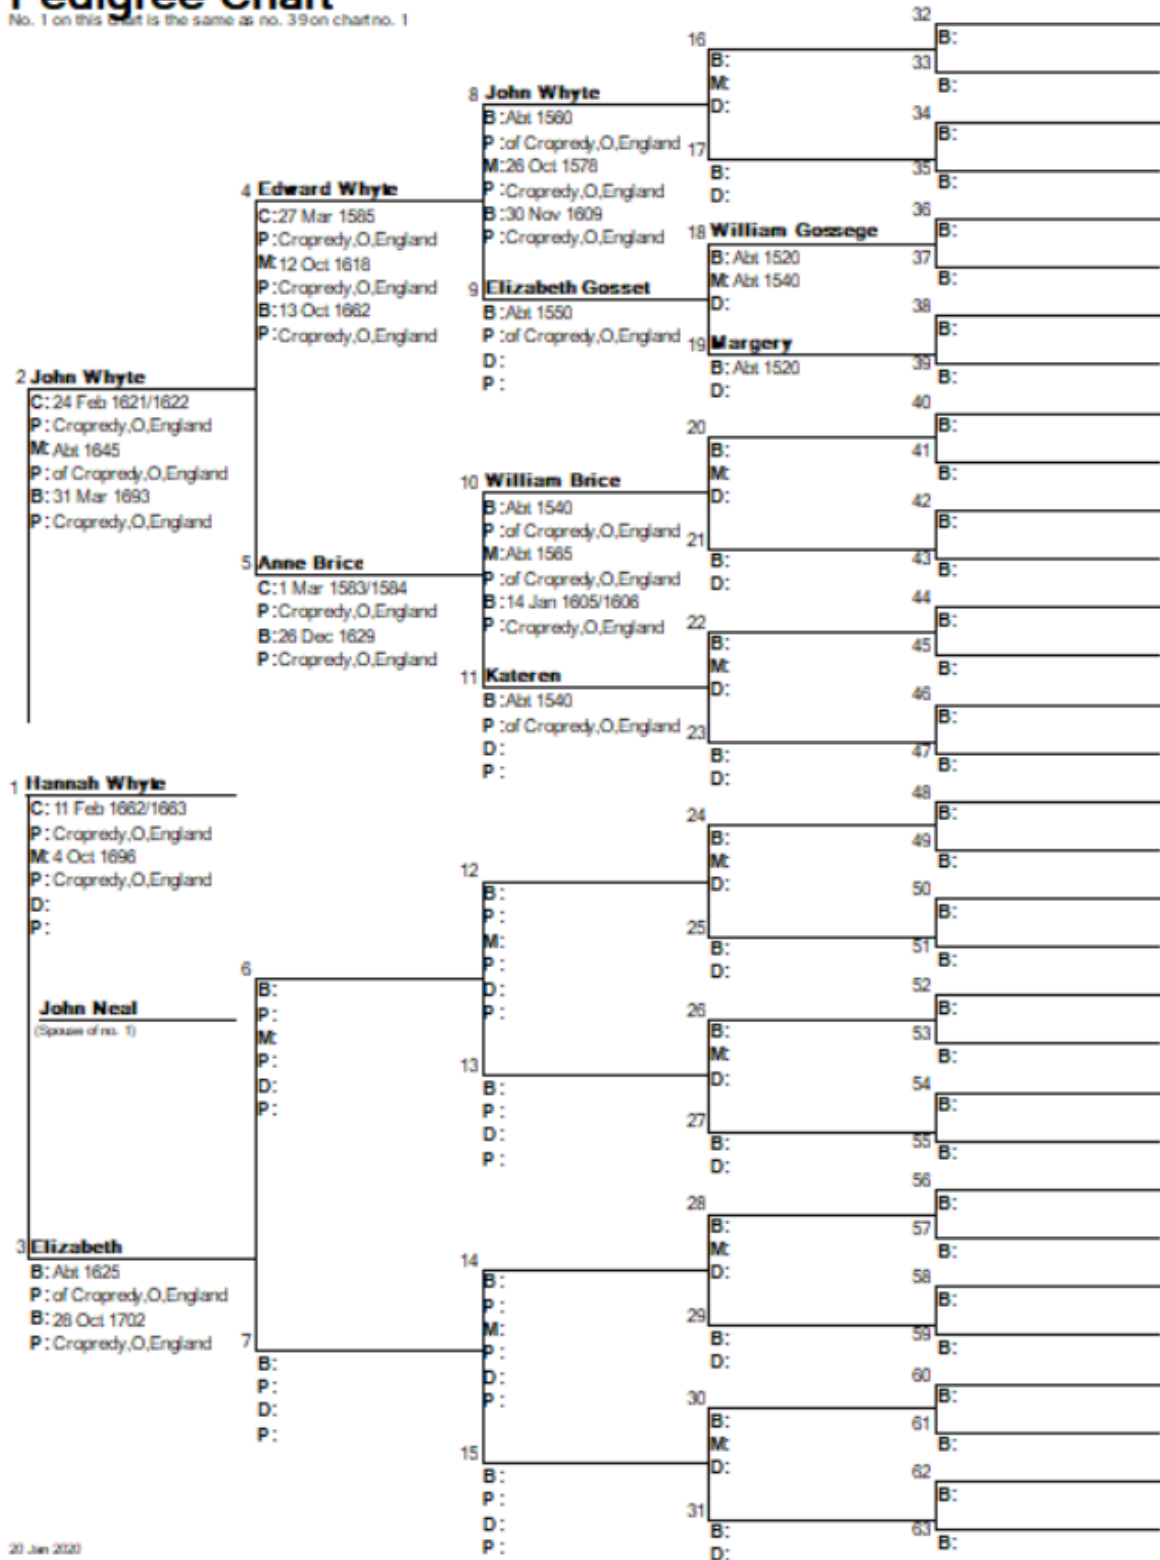 Pedigree Chart
No. 1 on this chart is the same as no. 39 on chart no. 1
1 Hannah Whyte
C: 11 Feb 1662/1663
P: Cropredy,O,England
M: 4 Oct 1696
P: Cropredy,O,England
D:
P:
John Neal
(Spouse of no. 1)
2 John Whyte
C: 24 Feb 1621/1622
P: Cropredy,O,England
M: Abt 1645
P: of Cropredy,O,England
B: 31 Mar 1693
P: Cropredy,O,England
3 Elizabeth
B: Abt 1625
P: of Cropredy,O,England
B: 28 Oct 1702
P: Cropredy,O,England
4 Edward Whyte
C: 27 Mar 1585
P: Cropredy,O,England
M: 12 Oct 1618
P: Cropredy,O,England
B: 13 Oct 1662
P: Cropredy,O,England
5 Anne Brice
C: 1 Mar 1583/1584
P: Cropredy,O,England
B: 26 Dec 1629
P: Cropredy,O,England
6
B:
P:
M:
P:
D:
P:
7
B:
P:
D:
P:
8 John Whyte
B: Abt 1560
P: of Cropredy,O,England
M: 26 Oct 1578
P: Cropredy,O,England
B: 30 Nov 1609
P: Cropredy,O,England
9 Elizabeth Gosset
B: Abt 1550
P: of Cropredy,O,England
D:
P:
10 William Brice
B: Abt 1540
P: of Cropredy,O,England
M: Abt 1565
P: of Cropredy,O,England
B: 14 Jan 1605/1606
P: Cropredy,O,England
11 Kateren
B: Abt 1540
P: of Cropredy,O,England
D:
P:
12
B:
P:
M:
P:
D:
P:
13
B:
P:
D:
P:
14
B:
P:
M:
P:
D:
P:
15
B:
P:
D:
P:
16
B:
M:
D:
17
B:
D:
18 William Gossege
B: Abt 1520
M: Abt 1540
D:
19 Margery
B: Abt 1520
D:
20
B:
M:
D:
21
B:
D:
22
B:
M:
D:
23
B:
D:
24
B:
M:
D:
25
B:
D:
26
B:
M:
D:
27
B:
D:
28
B:
M:
D:
29
B:
D:
30
B:
M:
D:
31
B:
D:
32
B:
33
B:
34
B:
35
B:
36
B:
37
B:
38
B:
39
B:
40
B:
41
B:
42
B:
43
B:
44
B:
45
B:
46
B:
47
B:
48
B:
49
B:
50
B:
51
B:
52
B:
53
B:
54
B:
55
B:
56
B:
57
B:
58
B:
59
B:
60
B:
61
B:
62
B:
63
B:
20 Jan 2020